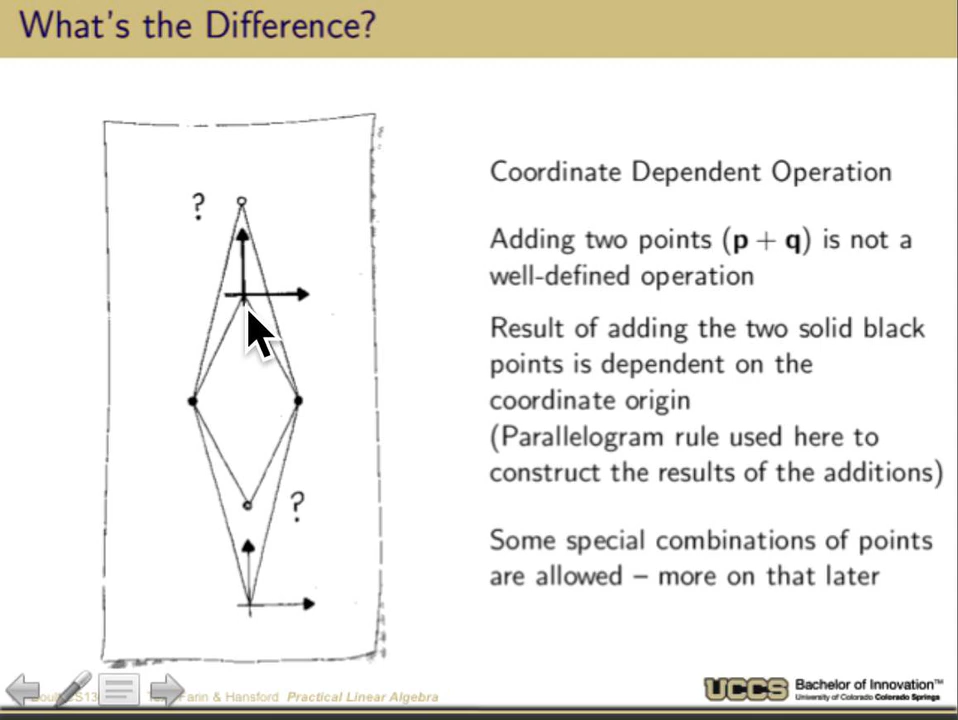 What's the Difference?
?
Coordinate Dependent Operation
Adding two points (p + q) is not a
well-defined operation
Result of adding the two solid black
points is dependent on the
coordinate origin
(Parallelogram rule used here to
construct the results of the additions)
?
Some special combinations of points
are allowed – more on that later
Farin & Hansford Practical Linear Algebra
UCCS Bachelor of Innovation™
University of Colorado Colorado Springs